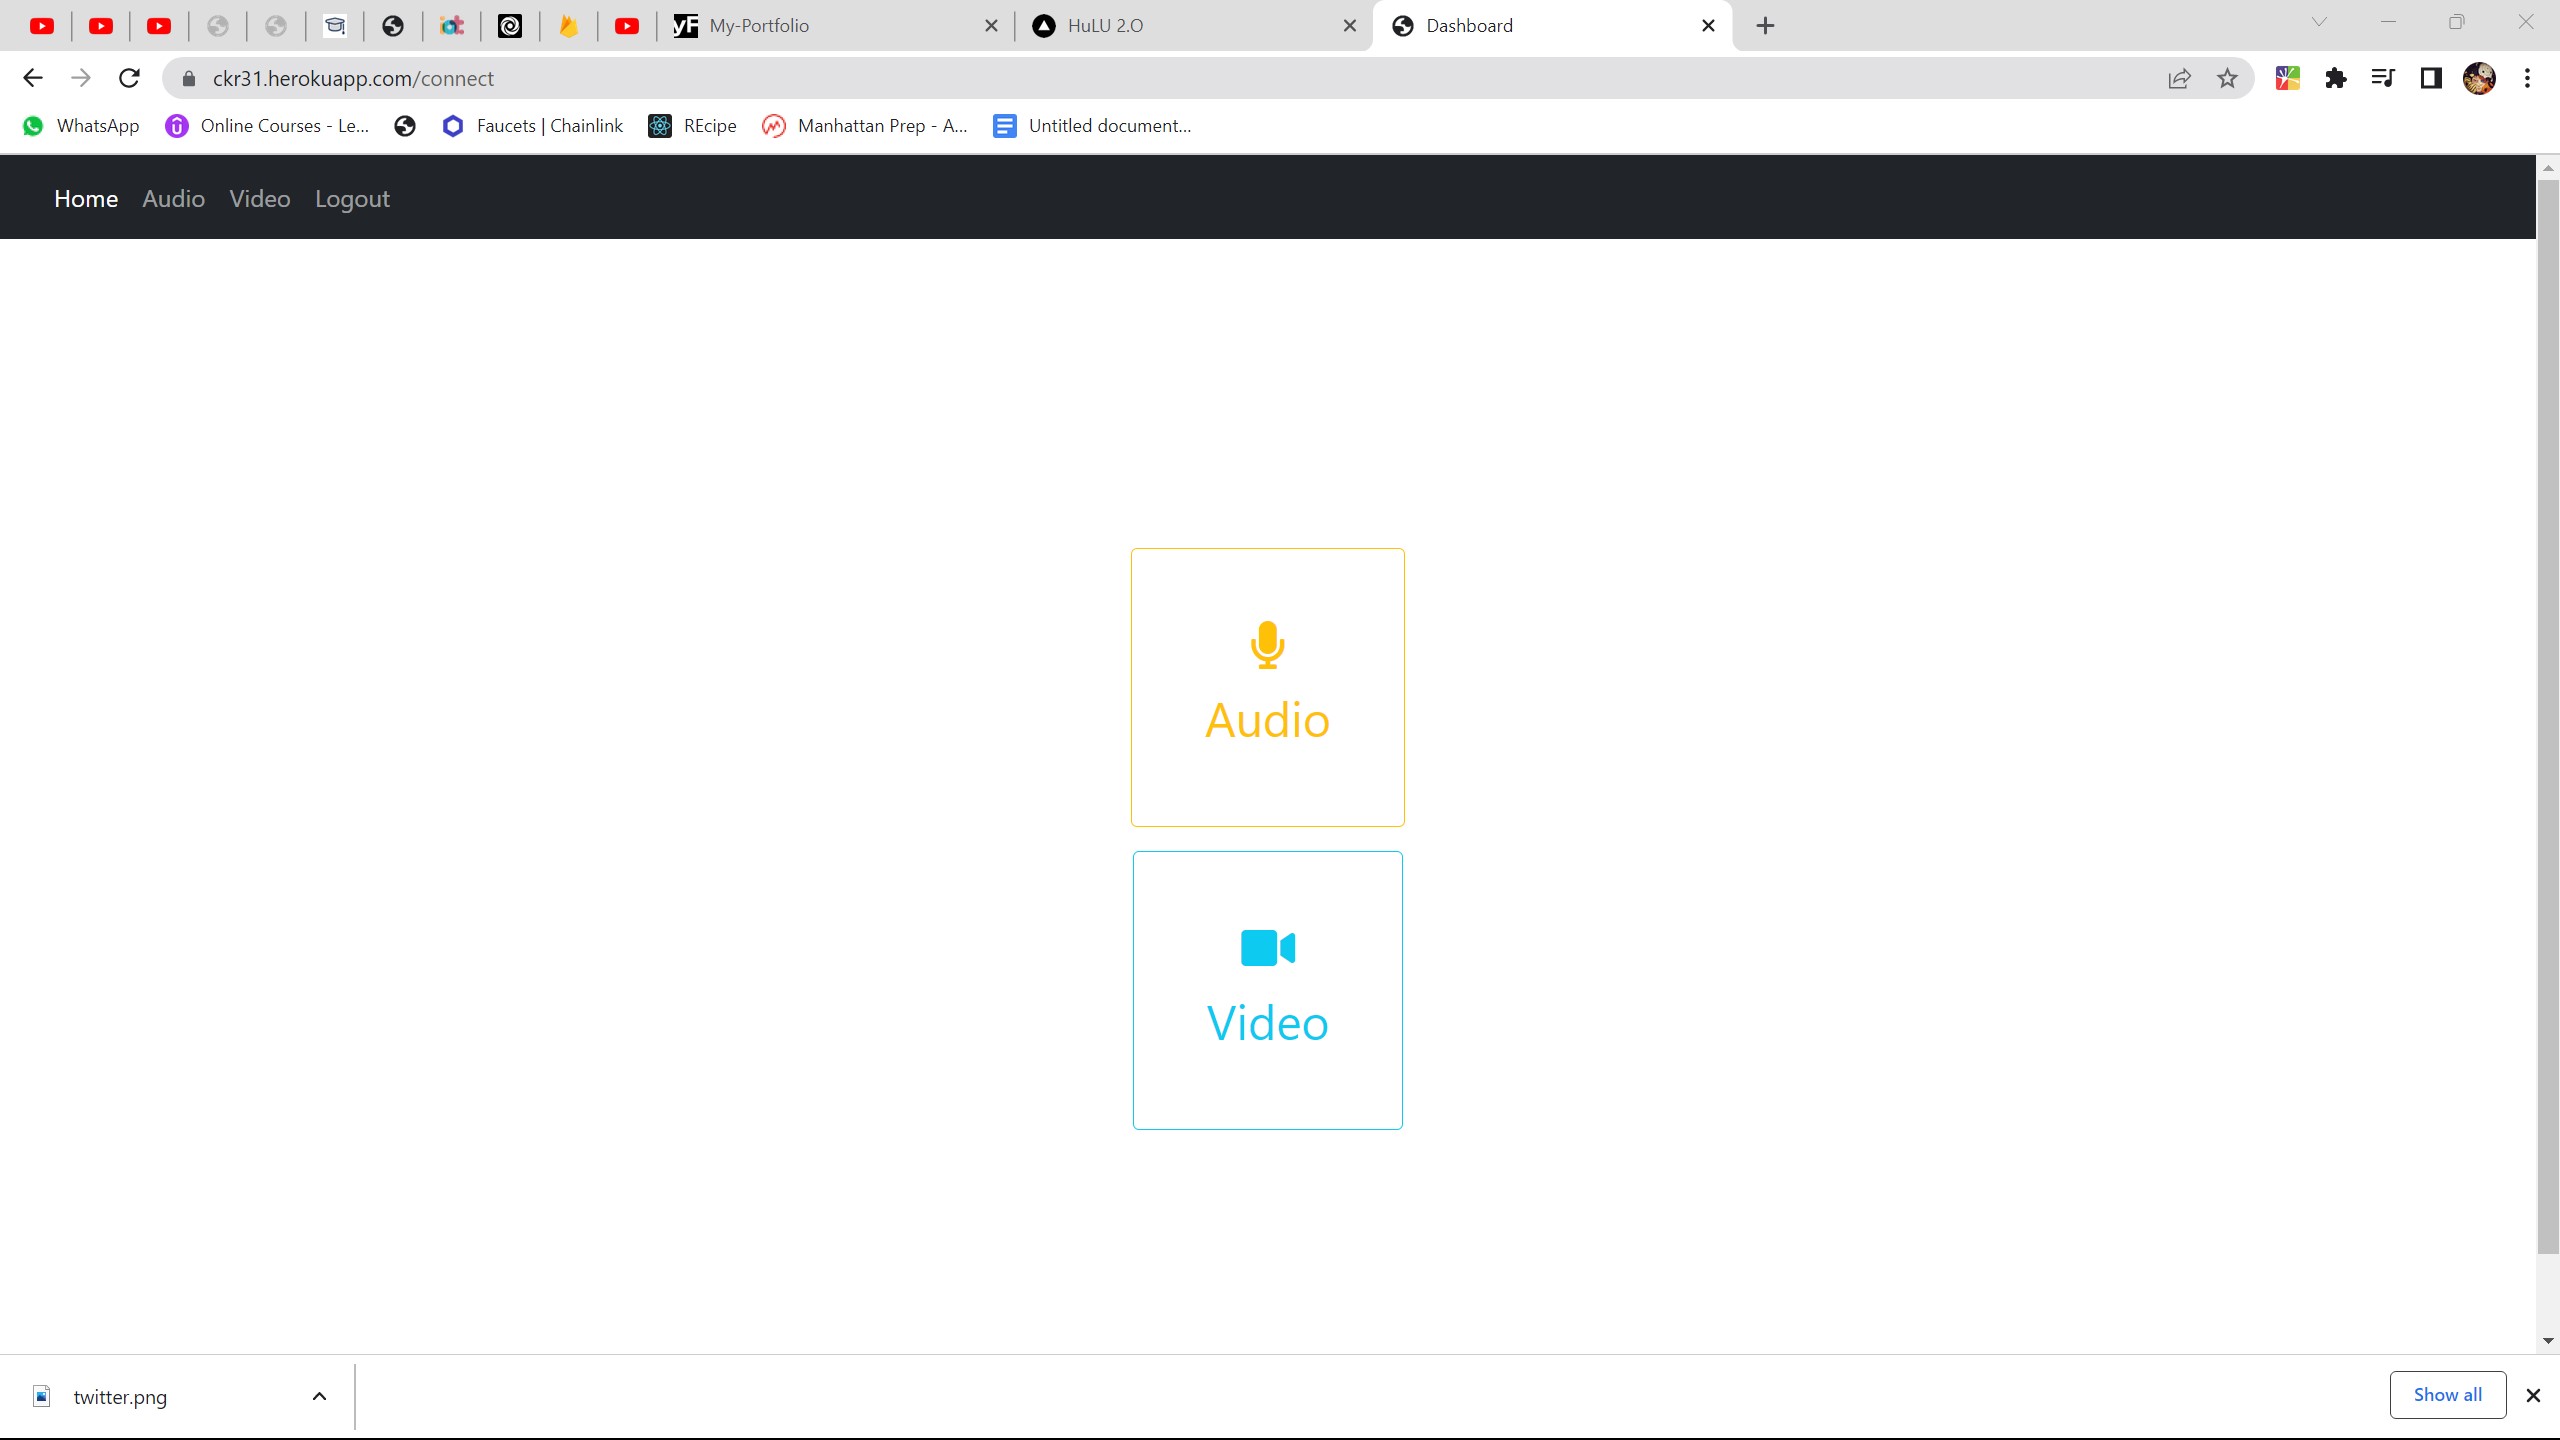 My-Portfolio
HuLU 2.O
Dashboard
ckr31.herokuapp.com/connect
WhatsApp
Online Courses - Le...
Faucets | Chainlink
REcipe
Manhattan Prep - A...
Untitled document...
Home Audio Video Logout
Audio
Video
twitter.png
Show all